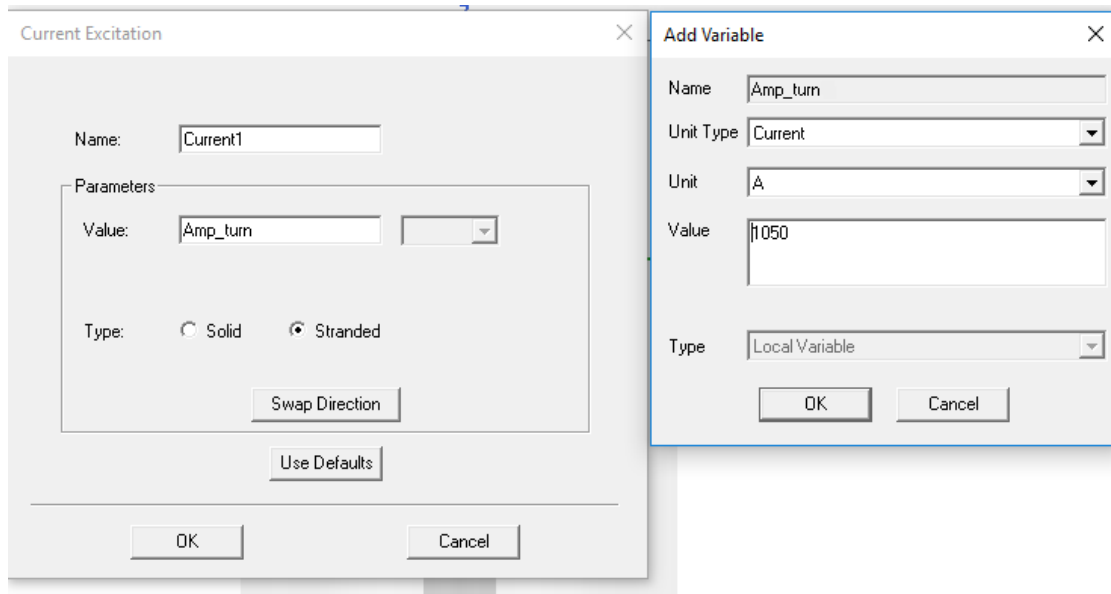 Current Excitation
Name: Current1
Parameters
Value: Amp_turn
Type: Solid Stranded
Swap Direction
Use Defaults
OK Cancel
Add Variable
Name Amp_turn
Unit Type Current
Unit A
Value 1050
Type Local Variable
OK Cancel